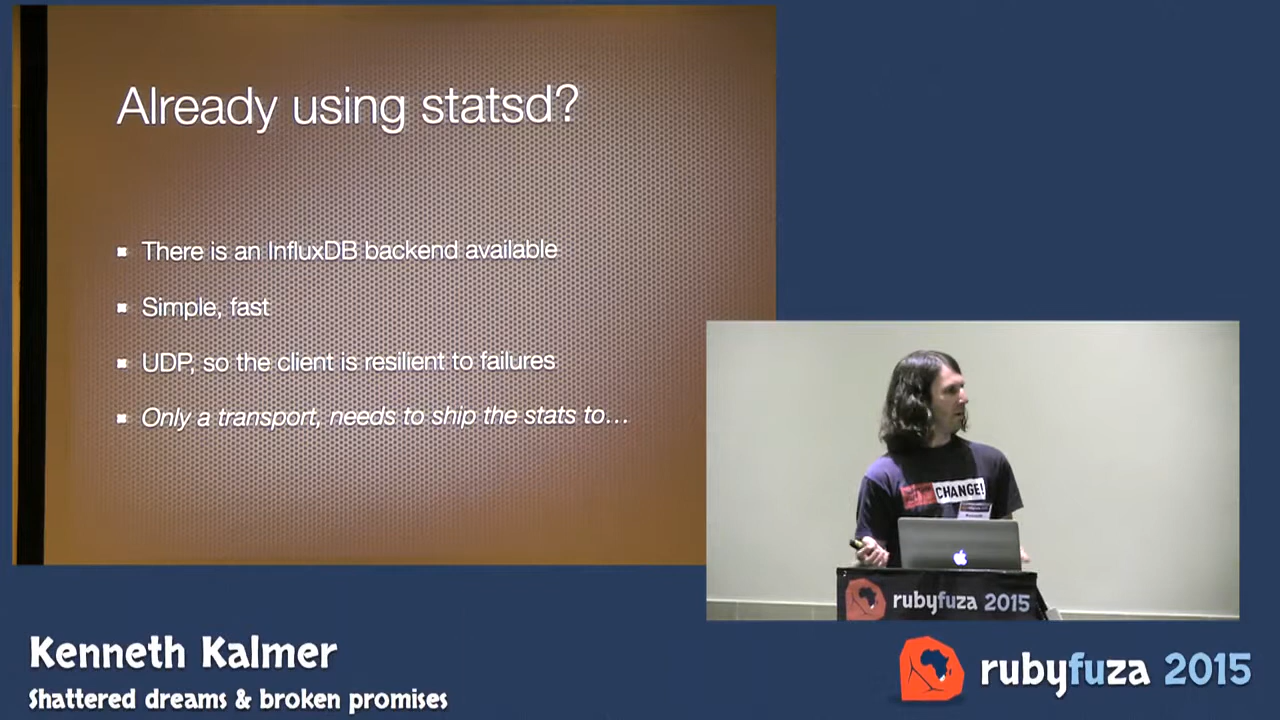 Already using statsd?
There is an InfluxDB backend available
Simple, fast
UDP, so the client is resilient to failures
Only a transport, needs to ship the stats to…
CHANGE!
rubyfuza 2015
Kenneth Kalmer
Shattered dreams & broken promises
rubyfuza 2015